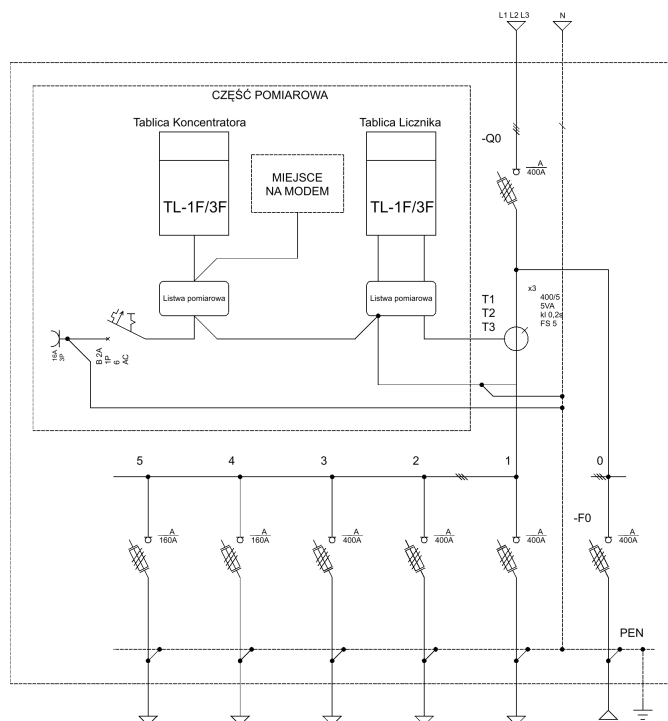 L1 L2 L3
N
CZĘŚĆ POMIAROWA
Tablica Koncentratora
Tablica Licznika
-Q0
A
400A
MIEJSCE
NA MODEM
TL-1F/3F
TL-1F/3F
Listwa pomiarowa
Listwa pomiarowa
T1
T2
T3
x3
400/5
5VA
kl 0,2s
FS 5
16A
3P
B 2A
1P
6
AC
5
4
3
2
1
0
-F0
A
160A
A
160A
A
400A
A
400A
A
400A
A
400A
PEN